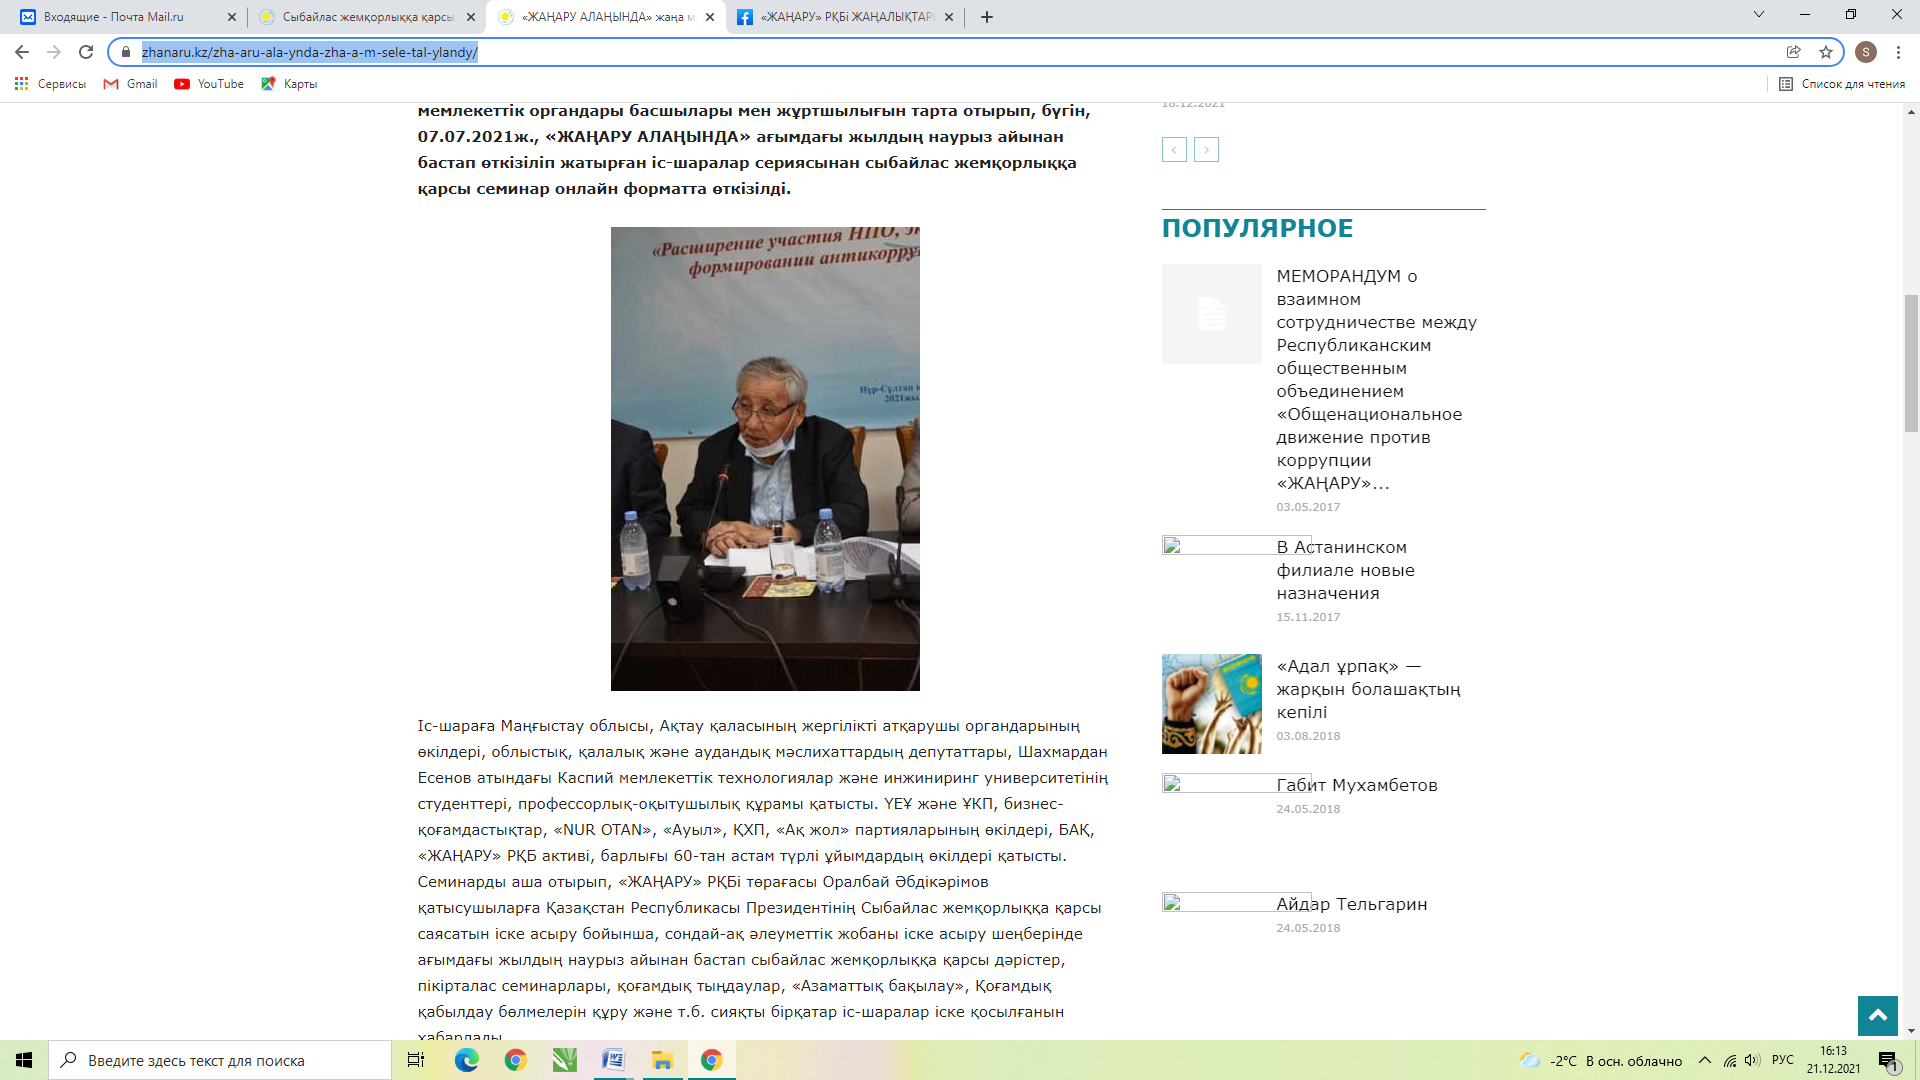 Входящие - Почта Mail.ru
Сыбайлас жемқорлыққа қарсы
«ЖАҢАРУ АЛАҢЫНДА» жаңа м
«ЖАҢАРУ» РҚБі ЖАҢАЛЫҚТАРЫ
zhanaru.kz/zha-aru-ala-ynda-zha-a-m-sele-tal-ylandy/
S
Сервисы
Gmail
YouTube
Карты
Список для чтения
мемлекеттік органдары басшылары мен жұртшылығын тарта отырып, бүгін,
07.07.2021ж., «ЖАҢАРУ АЛАҢЫНДА» ағымдағы жылдың наурыз айынан
бастап өткізіліп жатырған іс-шаралар сериясынан сыбайлас жемқорлыққа
қарсы семинар онлайн форматта өткізілді.
«Расширение участия НПО,
формировании антикорру
Нұр-Сұлтан
2021
Іс-шараға Маңғыстау облысы, Ақтау қаласының жергілікті атқарушы органдарының
өкілдері, облыстық, қалалық және аудандық мәслихаттардың депутаттары, Шахмардан
Есенов атындағы Каспий мемлекеттік технологиялар және инжиниринг университетінің
студенттері, профессорлық-оқытушылық құрамы қатысты. ҮЕҰ және ҰКП, бизнес-
қоғамдастықтар, «NUR OTAN», «Ауыл», ҚХП, «Ақ жол» партияларының өкілдері, БАҚ,
«ЖАҢАРУ» РҚБ активі, барлығы 60-тан астам түрлі ұйымдардың өкілдері қатысты.
Семинарды аша отырып, «ЖАҢАРУ» РҚБі төрағасы Оралбай Әбдікәрімов
қатысушыларға Қазақстан Республикасы Президентінің Сыбайлас жемқорлыққа қарсы
саясатын іске асыру бойынша, сондай-ақ әлеуметтік жобаны іске асыру шеңберінде
ағымдағы жылдың наурыз айынан бастап сыбайлас жемқорлыққа қарсы дәрістер,
пікірталас семинарлары, қоғамдық тыңдаулар, «Азаматтық бақылау», Қоғамдық
қабылдау бөлмелерін құру және т.б. сияқты бірқатар іс-шаралар іске қосылғанын
хабарлады.
18.12.2021
ПОПУЛЯРНОЕ
МЕМОРАНДУМ о
взаимном
сотрудничестве между
Республиканским
общественным
объединением
«Общенациональное
движение против
коррупции
«ЖАҢАРУ»...
03.05.2017
В Астанинском
филиале новые
назначения
15.11.2017
«Адал ұрпақ» —
жарқын болашақтың
кепілі
03.08.2018
Габит Мухамбетов
24.05.2018
Айдар Тельгарин
24.05.2018
Введите здесь текст для поиска
-2°C В осн. облачно
РУС
16:13
21.12.2021
1